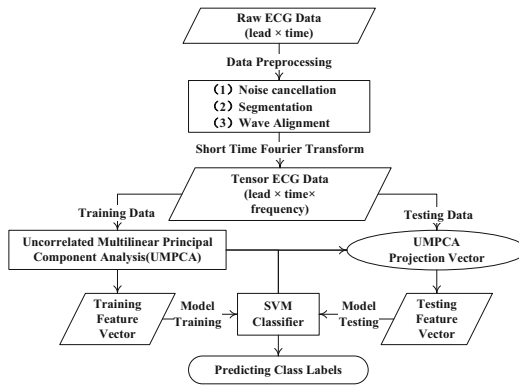 Raw ECG Data
(lead × time)
Data Preprocessing
（1）Noise cancellation
（2）Segmentation
（3）Wave Alignment
Short Time Fourier Transform
Tensor ECG Data
(lead × time×
frequency)
Training Data
Testing Data
Uncorrelated Multilinear Principal
Component Analysis(UMPCA)
UMPCA
Projection Vector
Training
Feature
Vector
Model
Training
SVM
Classifier
Model
Testing
Testing
Feature
Vector
Predicting Class Labels